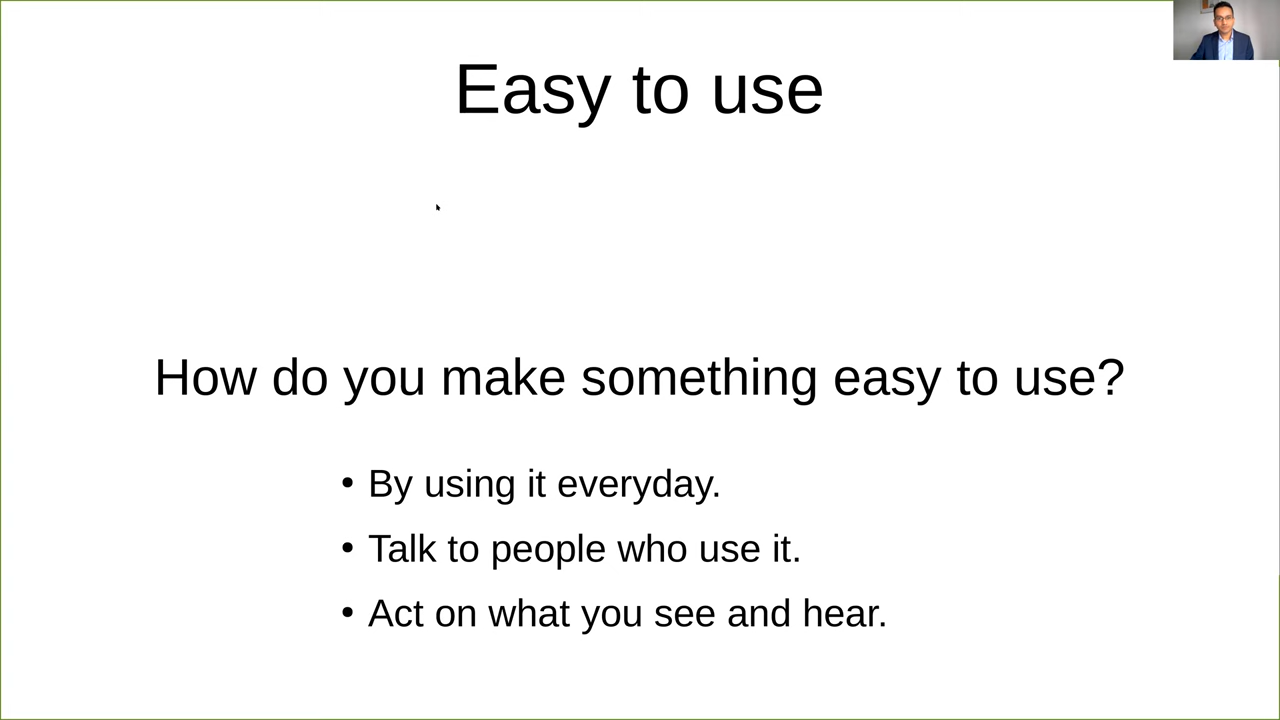 Easy to use
How do you make something easy to use?
• By using it everyday.
• Talk to people who use it.
• Act on what you see and hear.